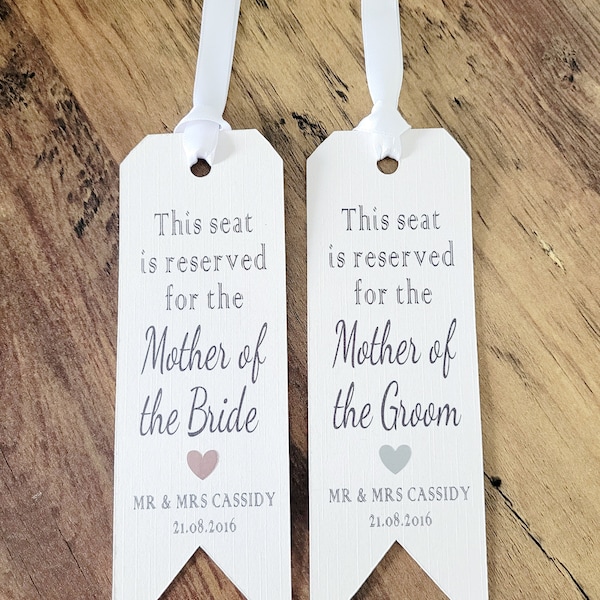 This seat
is reserved
for the
Mother of
the Bride
MR & MRS CASSIDY
21.08.2016
This seat
is reserved
for the
Mother of
the Groom
MR & MRS CASSIDY
21.08.2016